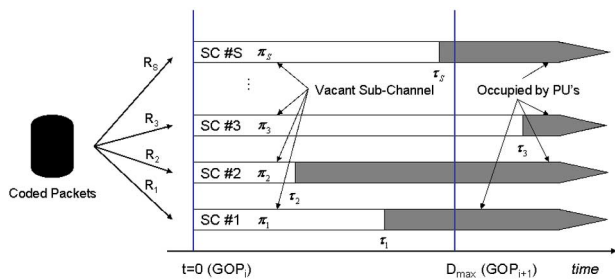 SC #S π_S
R_S
τ_S
⋮
Vacant Sub-Channel
Occupied by PU's
R_3
SC #3 π_3
τ_3
R_2
SC #2 π_2
τ_2
R_1
Coded Packets
SC #1 π_1
τ_1
t=0 (GOP_i)
D_max (GOP_i+1)
time